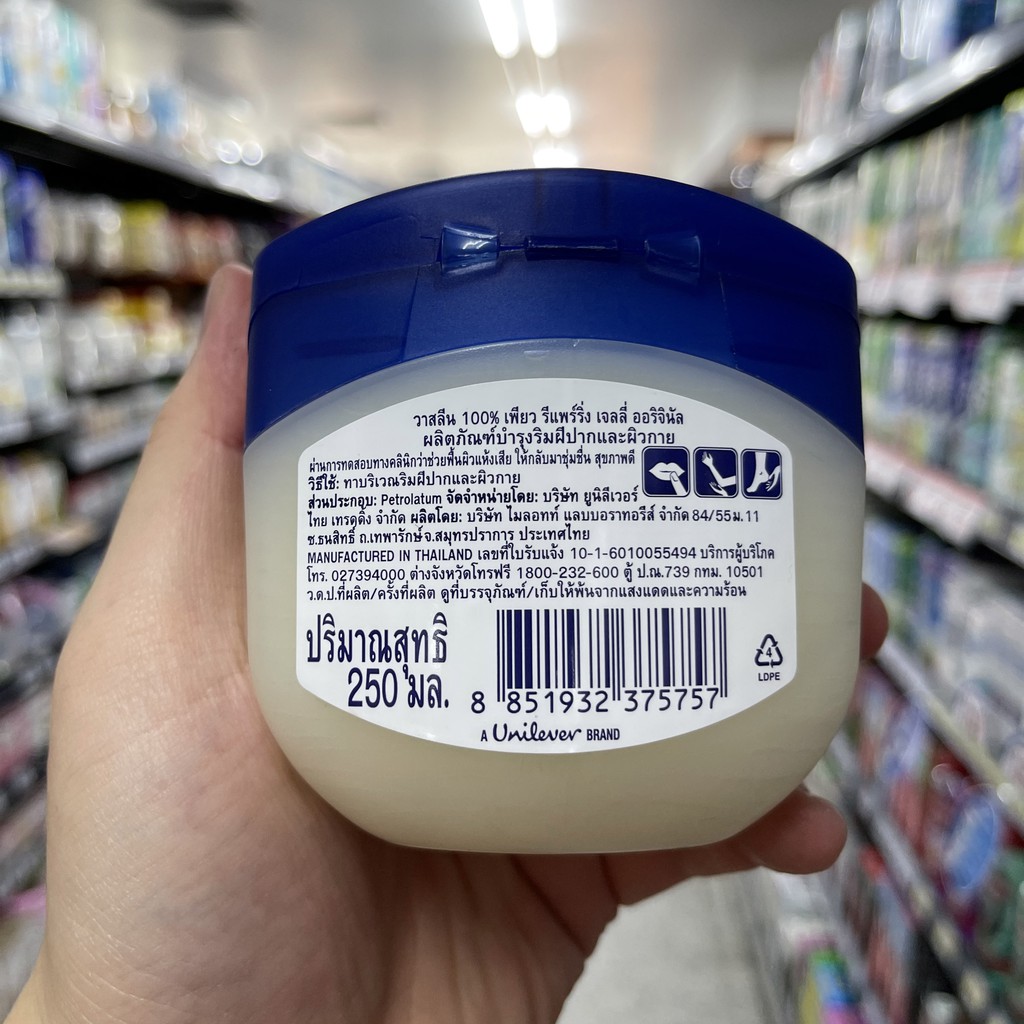 วาสลีน 100% เพียว รีแพร์ริ่ง เจลลี่ ออริจินัล
ผลิตภัณฑ์บำรุงริมฝีปากและผิวกาย
ผ่านการทดสอบทางคลินิกว่าช่วยฟื้นผิวแห้งเสีย ให้กลับมาชุ่มชื่น สุขภาพดี
วิธีใช้: ทาบริเวณริมฝีปากและผิวกาย
ส่วนประกอบ: Petrolatum จัดจำหน่ายโดย: บริษัท ยูนิลีเวอร์
ไทย เทรดดิ้ง จำกัด ผลิตโดย: บริษัท ไมลอทท์ แลบบอราทอรีส์ จำกัด 84/55 ม.11
ซ.ธนสิทธิ์ ถ.เทพารักษ์ จ.สมุทรปราการ ประเทศไทย
MANUFACTURED IN THAILAND เลขที่ใบรับแจ้ง 10-1-6010055494 บริการผู้บริโภค
โทร. 027394000 ต่างจังหวัดโทรฟรี 1800-232-600 ตู้ ปณ.739 กทม. 10501
ว.ด.ป.ที่ผลิต/ครั้งที่ผลิต ดูที่บรรจุภัณฑ์/เก็บให้พ้นจากแสงแดดและความร้อน
ปริมาณสุทธิ
250 มล.
8 851932 375757
4
LDPE
A Unilever BRAND